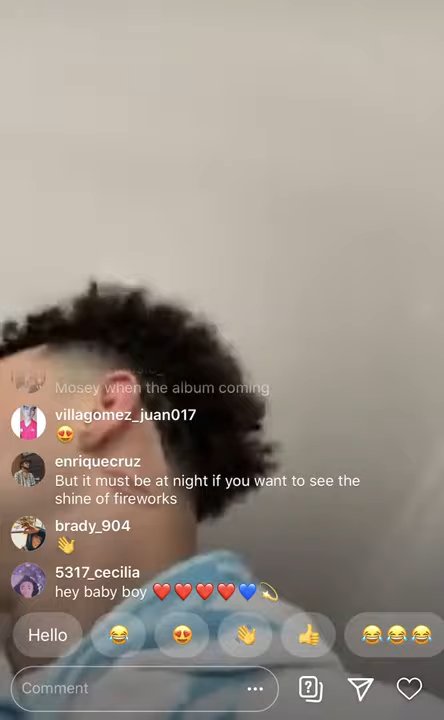 Mosey when the album coming
villagomez_juan017
😍
enriquecruz
But it must be at night if you want to see the
shine of fireworks
brady_904
👋
5317_cecilia
hey baby boy ❤️❤️❤️❤️💙💫
Hello 😂 😍 👋 👍 😂😂😂
Comment